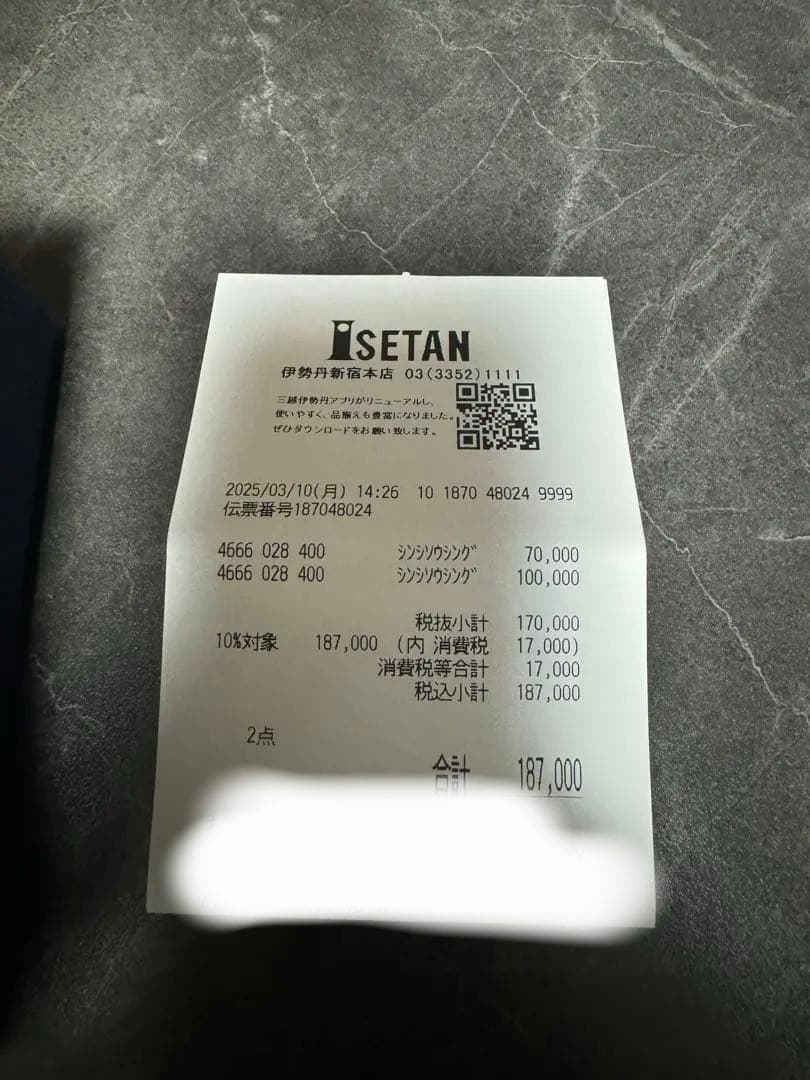 ISETAN
伊勢丹新宿本店 03(3352)1111
三越伊勢丹アプリがリニューアルし、
使いやすく、品揃えも豊富になりました。
ぜひダウンロードをお願い致します。
2025/03/10(月) 14:26 10 1870 48024 9999
伝票番号187048024
4666 028 400 シンシソウシング 70,000
4666 028 400 シンシソウシング 100,000
税抜小計 170,000
10%対象 187,000 (内 消費税 17,000)
消費税等合計 17,000
税込小計 187,000
2点
合計 187,000